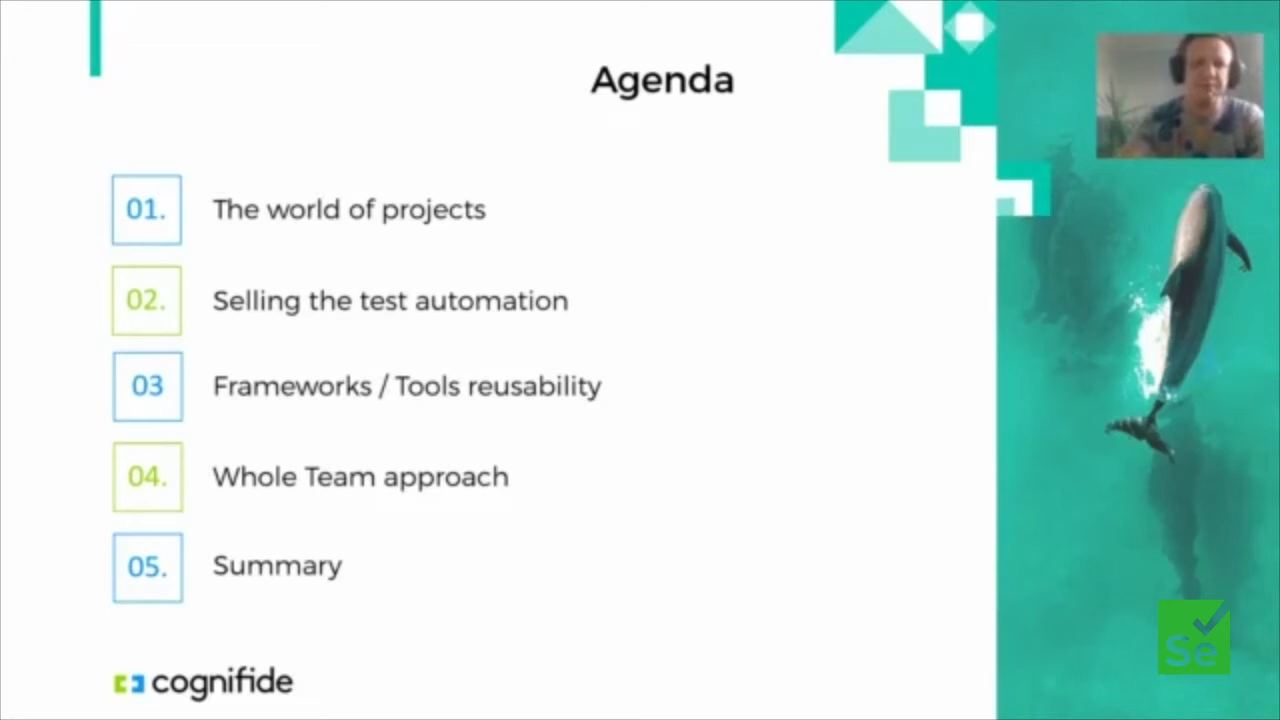 Agenda
01.
The world of projects
02.
Selling the test automation
03
Frameworks / Tools reusability
04.
Whole Team approach
05.
Summary
cognifide
Se